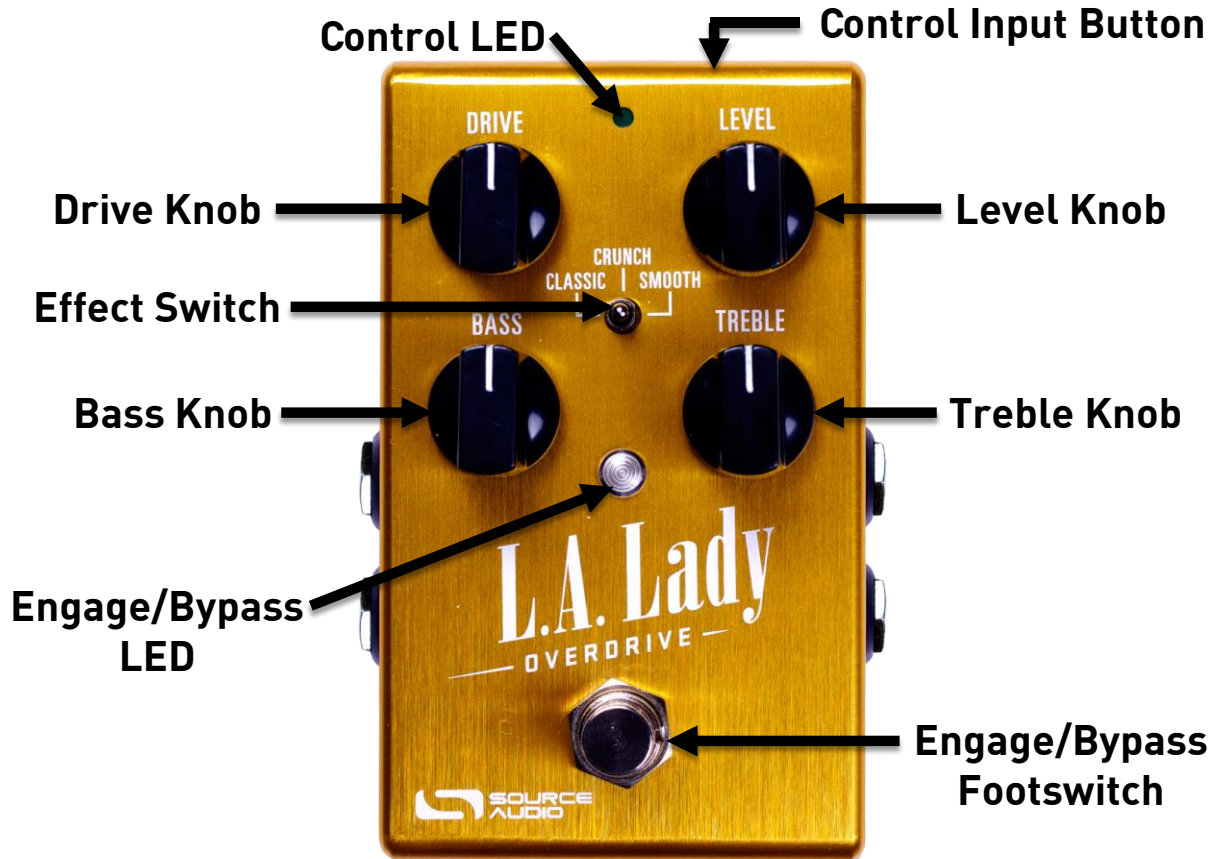 Control LED
Control Input Button
DRIVE
LEVEL
Drive Knob
Level Knob
CRUNCH
CLASSIC | SMOOTH
Effect Switch
BASS
TREBLE
Bass Knob
Treble Knob
L.A. Lady
OVERDRIVE
Engage/Bypass
LED
Engage/Bypass
Footswitch
SOURCE
AUDIO